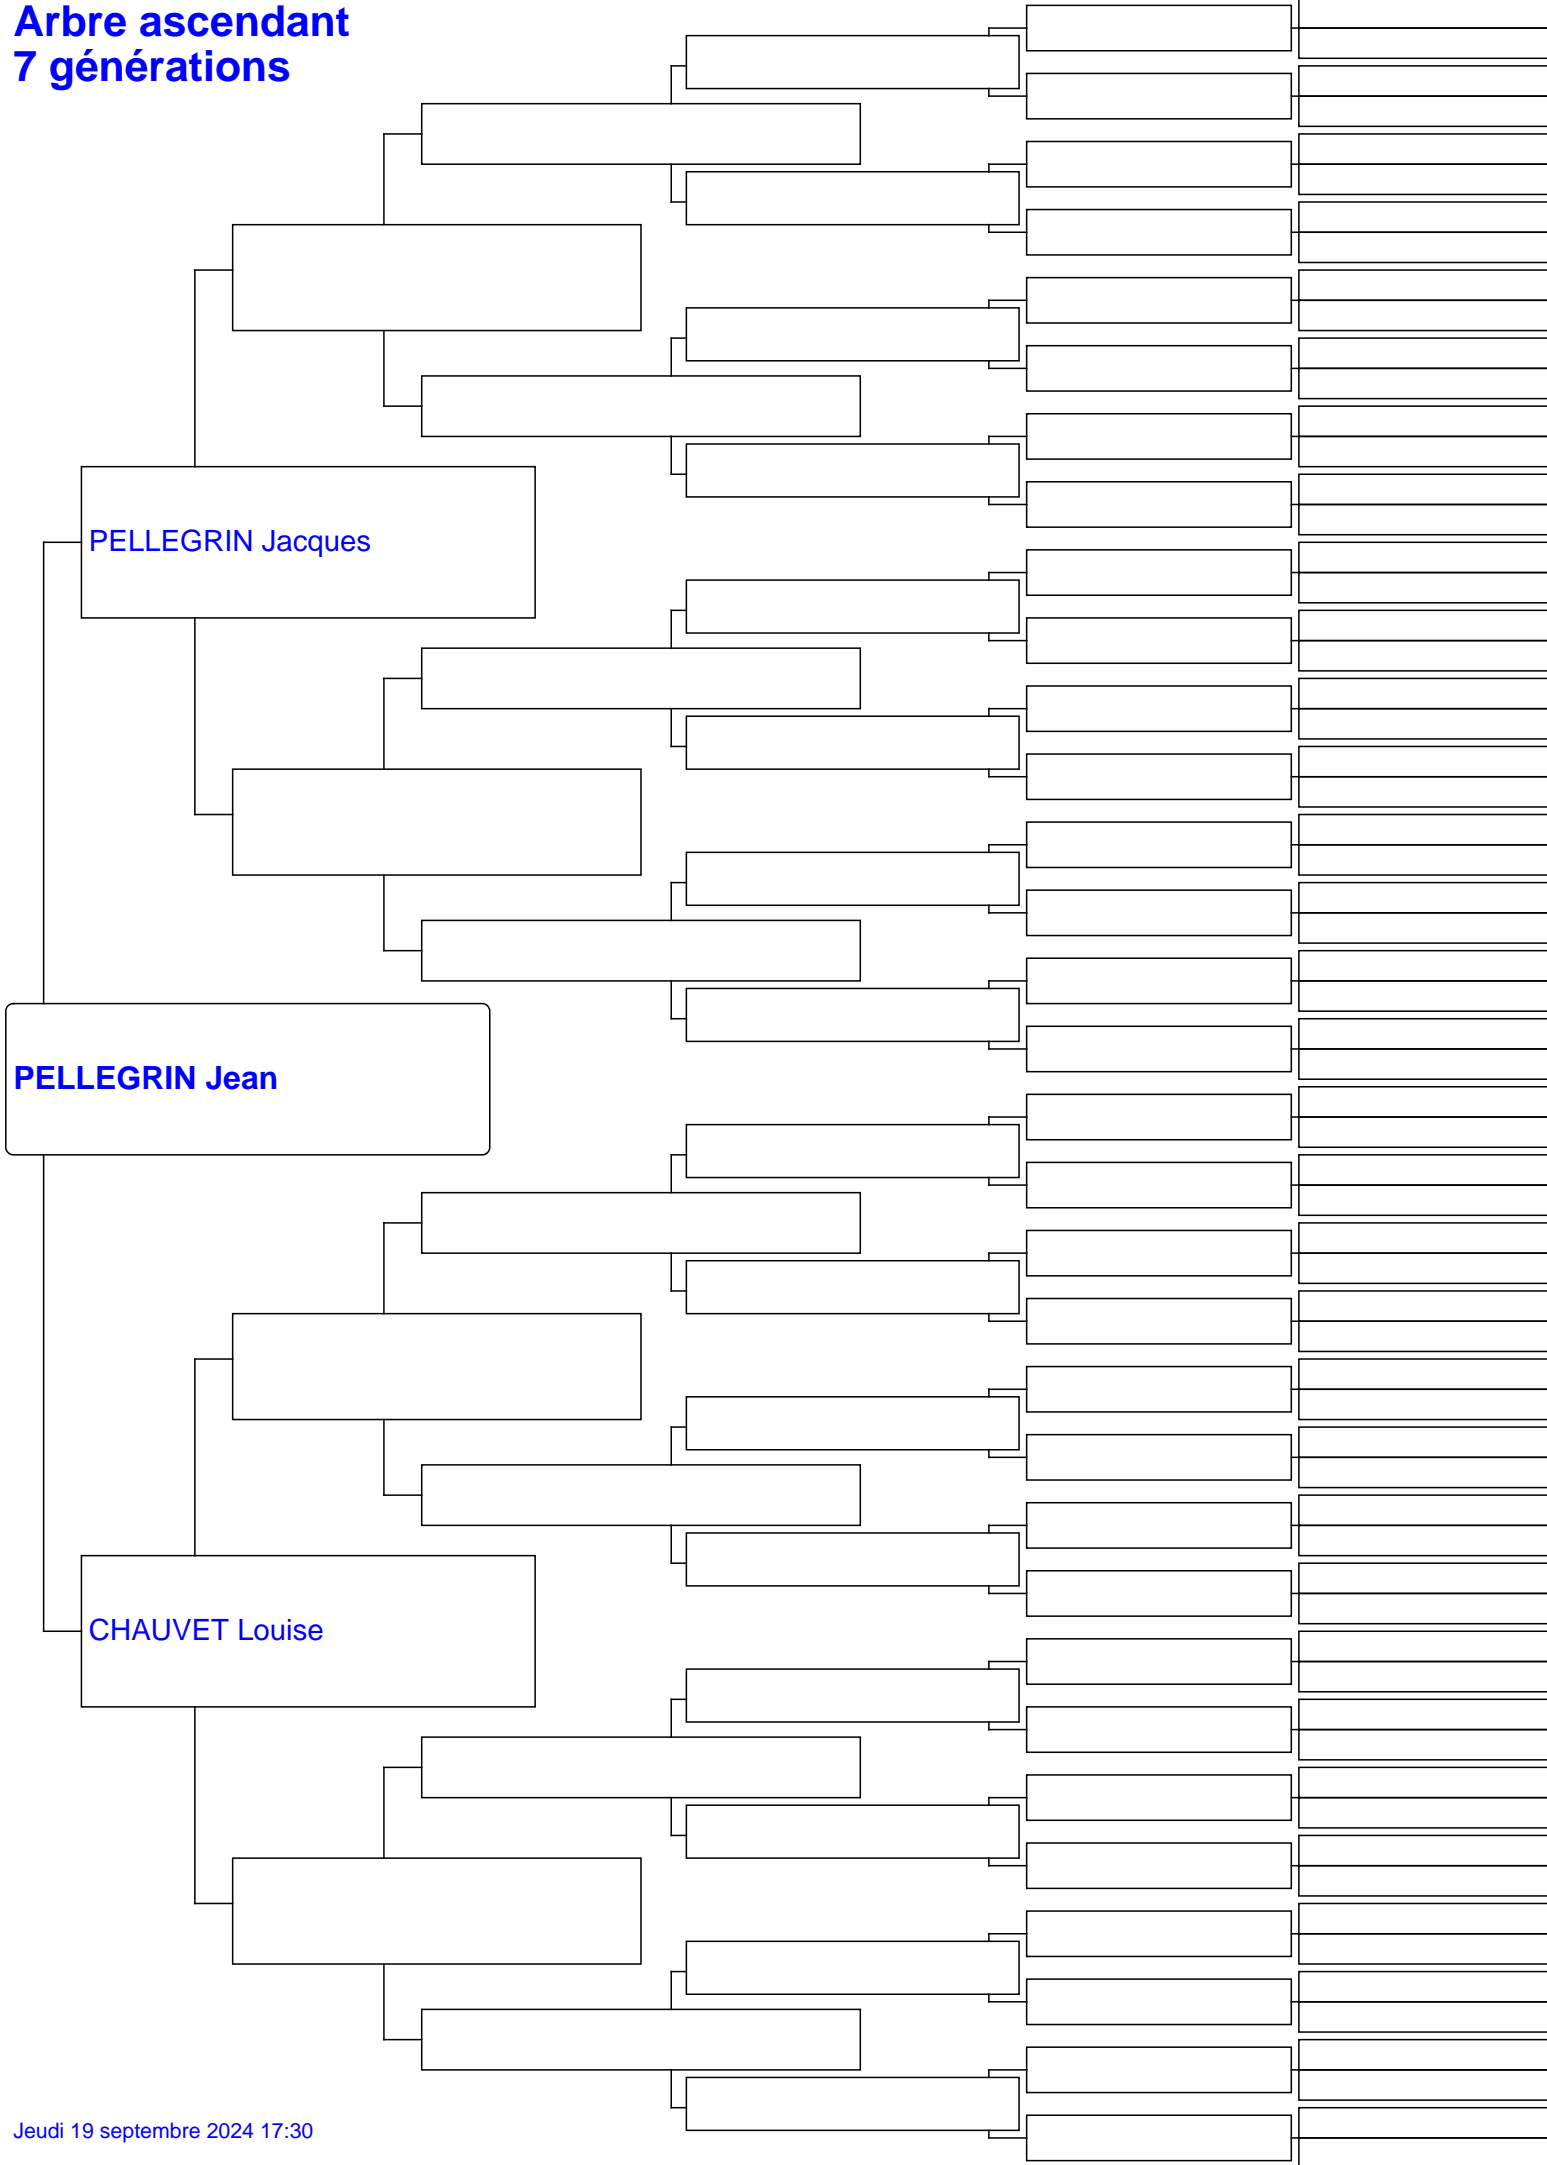 Arbre ascendant
7 générations
PELLEGRIN Jacques
PELLEGRIN Jean
CHAUVET Louise
Jeudi 19 septembre 2024 17:30